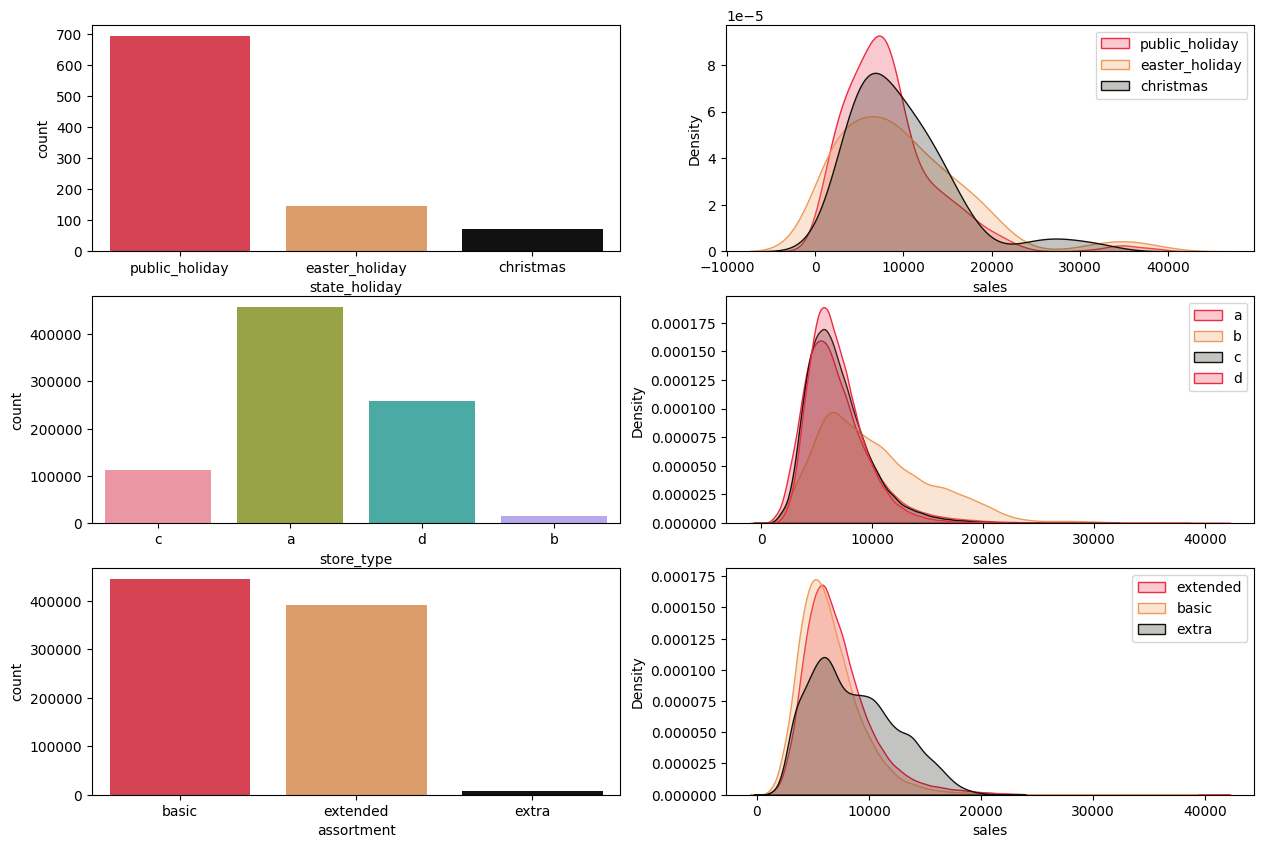 700
600
500
400
300
200
100
0
count
public_holiday easter_holiday christmas
state_holiday
1e−5
8
6
4
2
0
Density
−10000 0 10000 20000 30000 40000
sales
public_holiday
easter_holiday
christmas
400000
300000
200000
100000
0
count
c a d b
store_type
0.000175
0.000150
0.000125
0.000100
0.000075
0.000050
0.000025
0.000000
Density
0 10000 20000 30000 40000
sales
a
b
c
d
400000
300000
200000
100000
0
count
basic extended extra
assortment
0.000175
0.000150
0.000125
0.000100
0.000075
0.000050
0.000025
0.000000
Density
0 10000 20000 30000 40000
sales
extended
basic
extra